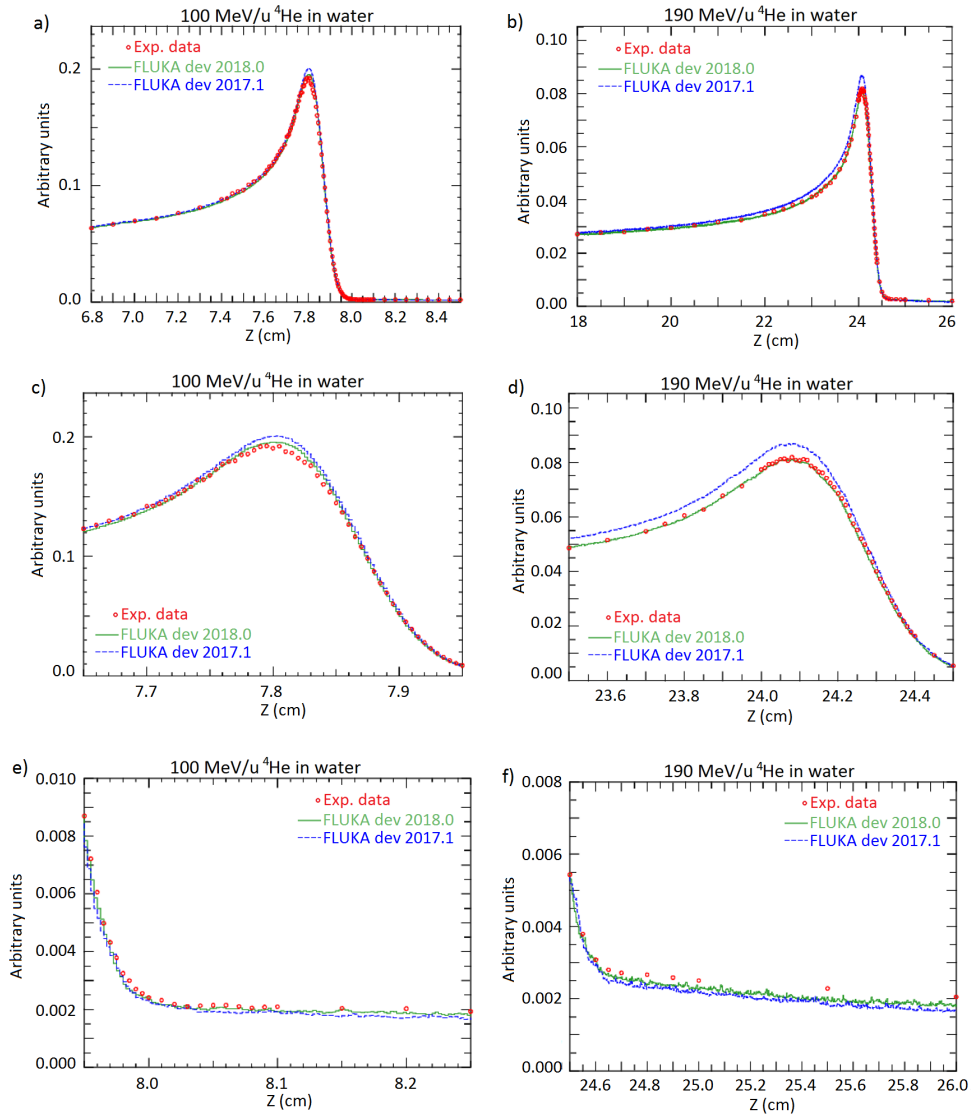 a)
100 MeV/u ⁴He in water
Exp. data
FLUKA dev 2018.0
FLUKA dev 2017.1
Arbitrary units
0.2
0.1
0.0
6.8 7.0 7.2 7.4 7.6 7.8 8.0 8.2 8.4
Z (cm)
b)
190 MeV/u ⁴He in water
Exp. data
FLUKA dev 2018.0
FLUKA dev 2017.1
Arbitrary units
0.10
0.08
0.06
0.04
0.02
0.00
18 20 22 24 26
Z (cm)
c)
100 MeV/u ⁴He in water
Arbitrary units
0.2
0.1
0.0
Exp. data
FLUKA dev 2018.0
FLUKA dev 2017.1
7.7 7.8 7.9
Z (cm)
d)
190 MeV/u ⁴He in water
Arbitrary units
0.10
0.08
0.06
0.04
0.02
0.00
Exp. data
FLUKA dev 2018.0
FLUKA dev 2017.1
23.6 23.8 24.0 24.2 24.4
Z (cm)
e)
100 MeV/u ⁴He in water
Exp. data
FLUKA dev 2018.0
FLUKA dev 2017.1
Arbitrary units
0.010
0.008
0.006
0.004
0.002
0.000
8.0 8.1 8.2
Z (cm)
f)
190 MeV/u ⁴He in water
Exp. data
FLUKA dev 2018.0
FLUKA dev 2017.1
Arbitrary units
0.008
0.006
0.004
0.002
0.000
24.6 24.8 25.0 25.2 25.4 25.6 25.8 26.0
Z (cm)